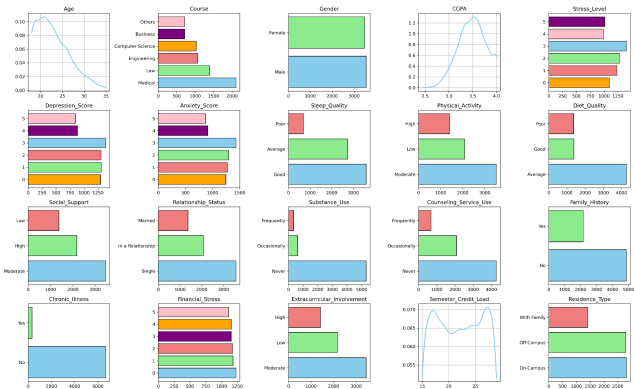 Age
Course
Gender
CGPA
Stress_Level
0.10
0.08
0.06
0.04
0.02
0.00
20 25 30 35
Others
Business
Computer Science
Engineering
Law
Medical
0 500 1000 1500 2000
Female
Male
0 1000 2000 3000
1.2
1.0
0.8
0.6
0.4
0.2
0.0
2.5 3.0 3.5 4.0
5
4
3
2
1
0
0 250 500 750 1000 1250
Depression_Score
Anxiety_Score
Sleep_Quality
Physical_Activity
Diet_Quality
5
4
3
2
1
0
0 250 500 750 1000 1250
5
4
3
2
1
0
0 500 1000 1500
Poor
Average
Good
0 1000 2000 3000
High
Low
Moderate
0 1000 2000 3000
Poor
Good
Average
0 1000 2000 3000 4000
Social_Support
Relationship_Status
Substance_Use
Counseling_Service_Use
Family_History
Low
High
Moderate
0 1000 2000 3000
Married
In a Relationship
Single
0 1000 2000 3000
Frequently
Occasionally
Never
0 1000 2000 3000 4000 5000
Frequently
Occasionally
Never
0 1000 2000 3000 4000
Yes
No
0 1000 2000 3000 4000 5000
Chronic_Illness
Financial_Stress
Extracurricular_Involvement
Semester_Credit_Load
Residence_Type
Yes
No
0 2000 4000 6000
5
4
3
2
1
0
0 250 500 750 1000 1250
High
Low
Moderate
0 1000 2000 3000
0.070
0.065
0.060
0.055
15 20 25
With Family
Off-Campus
On-Campus
0 1000 2000